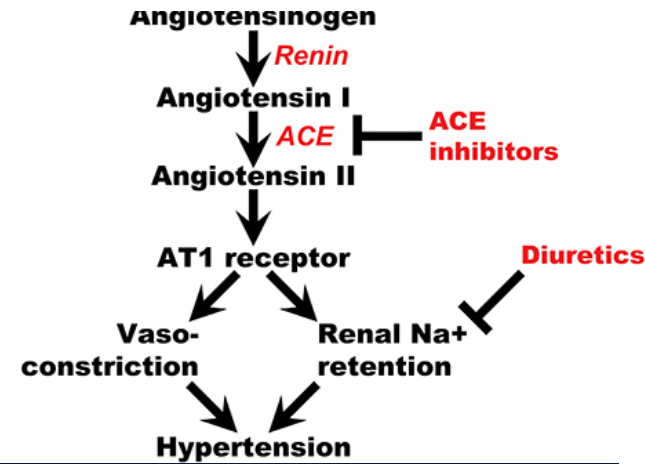 Angiotensinogen
Renin
Angiotensin I
ACE
ACE
inhibitors
Angiotensin II
AT1 receptor
Diuretics
Vaso-
constriction
Renal Na+
retention
Hypertension